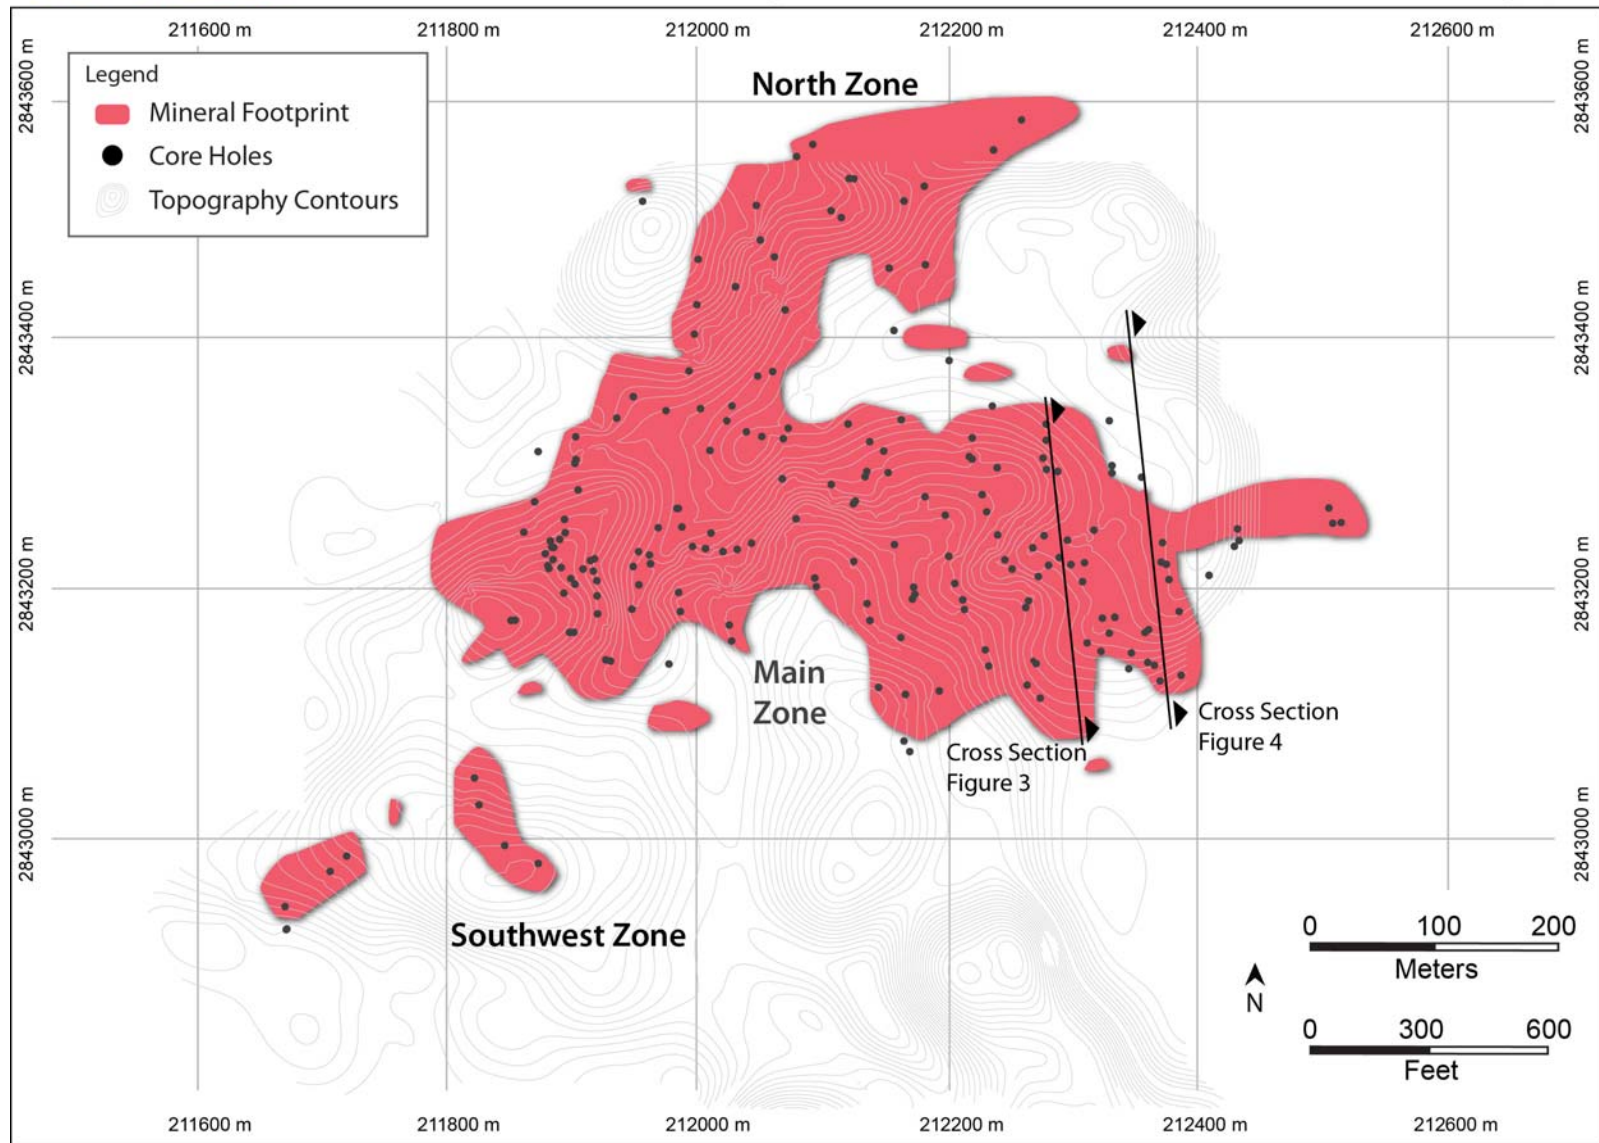 211600 m
211800 m
212000 m
212200 m
212400 m
212600 m
2843600 m
2843600 m
Legend
Mineral Footprint
Core Holes
Topography Contours
North Zone
2843400 m
2843400 m
2843200 m
2843200 m
Main
Zone
Cross Section
Figure 4
Cross Section
Figure 3
2843000 m
2843000 m
Southwest Zone
0 100 200
Meters
N
0 300 600
Feet
211600 m
211800 m
212000 m
212200 m
212400 m
212600 m